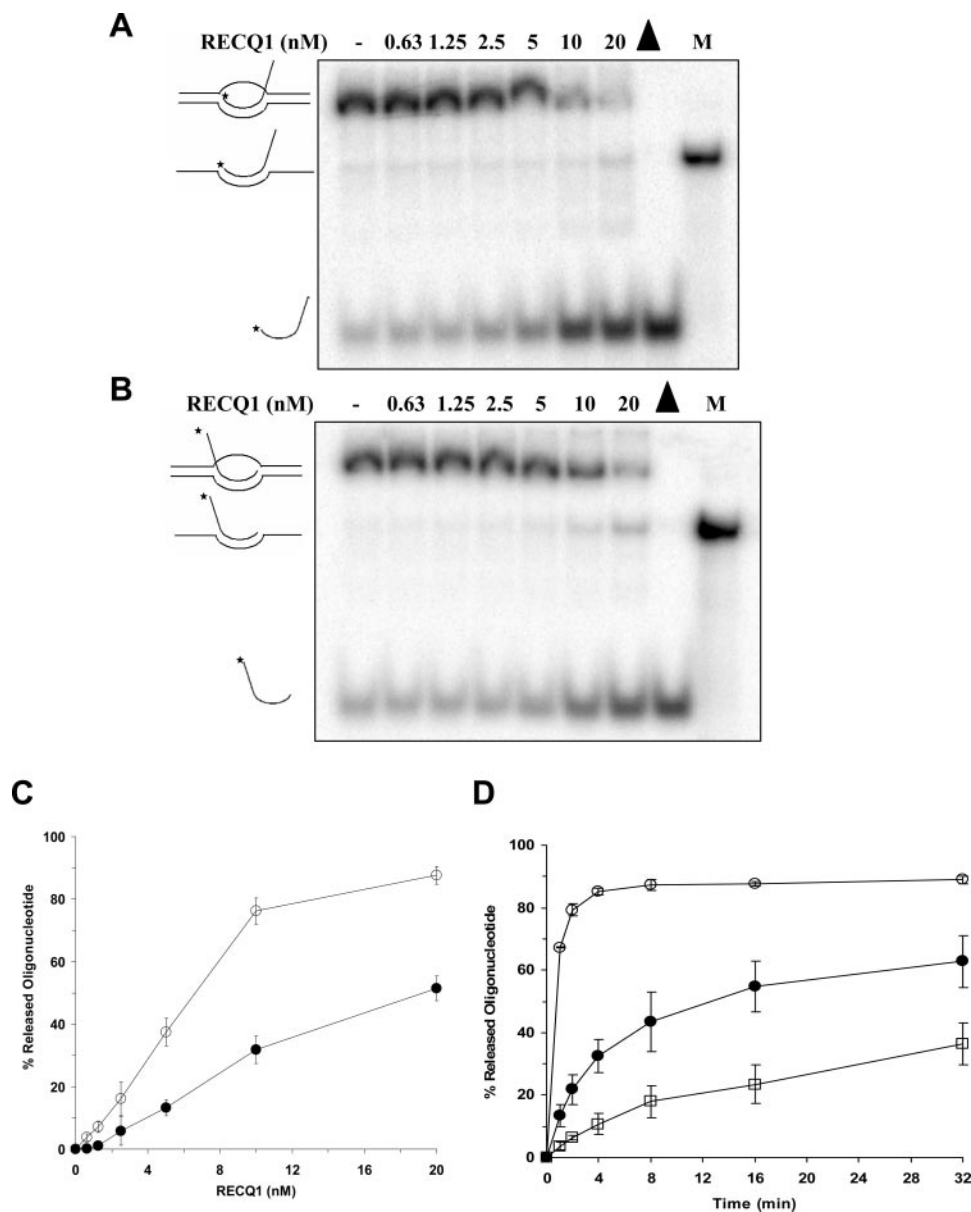 A
RECQ1 (nM) - 0.63 1.25 2.5 5 10 20 M
B
RECQ1 (nM) - 0.63 1.25 2.5 5 10 20 M
C
% Released Oligonucleotide
100
80
60
40
20
0
0 4 8 12 16 20
RECQ1 (nM)
D
% Released Oligonucleotide
100
80
60
40
20
0
0 4 8 12 16 20 24 28 32
Time (min)